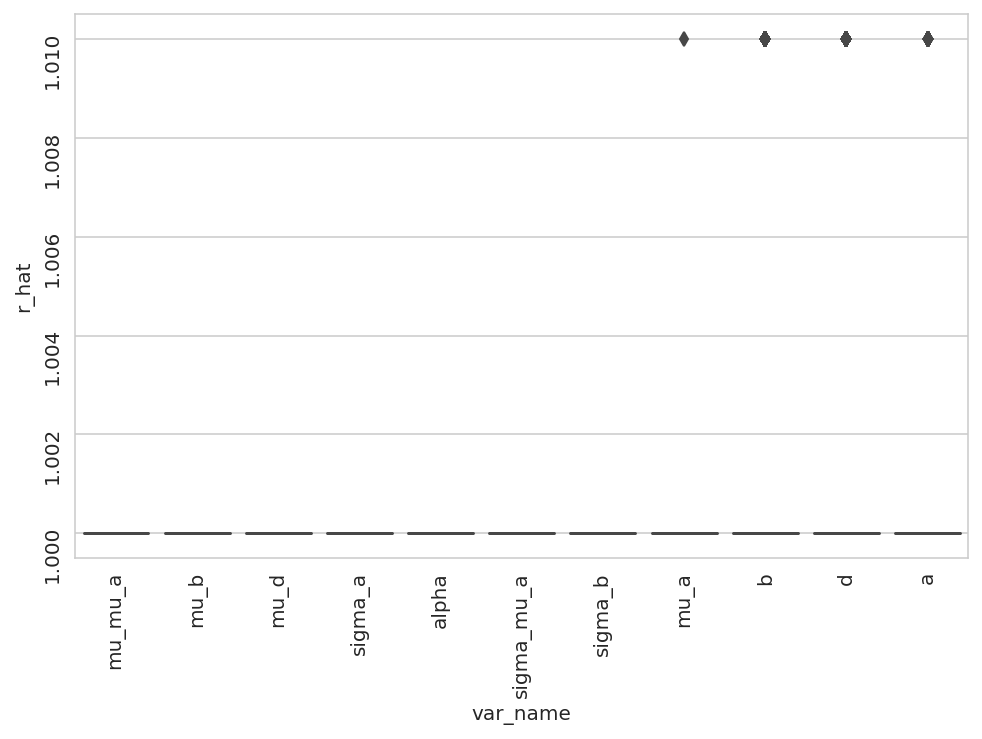 1.010
1.008
1.006
1.004
1.002
1.000
r_hat
mu_mu_a
mu_b
mu_d
sigma_a
alpha
sigma_mu_a
sigma_b
mu_a
b
d
a
var_name